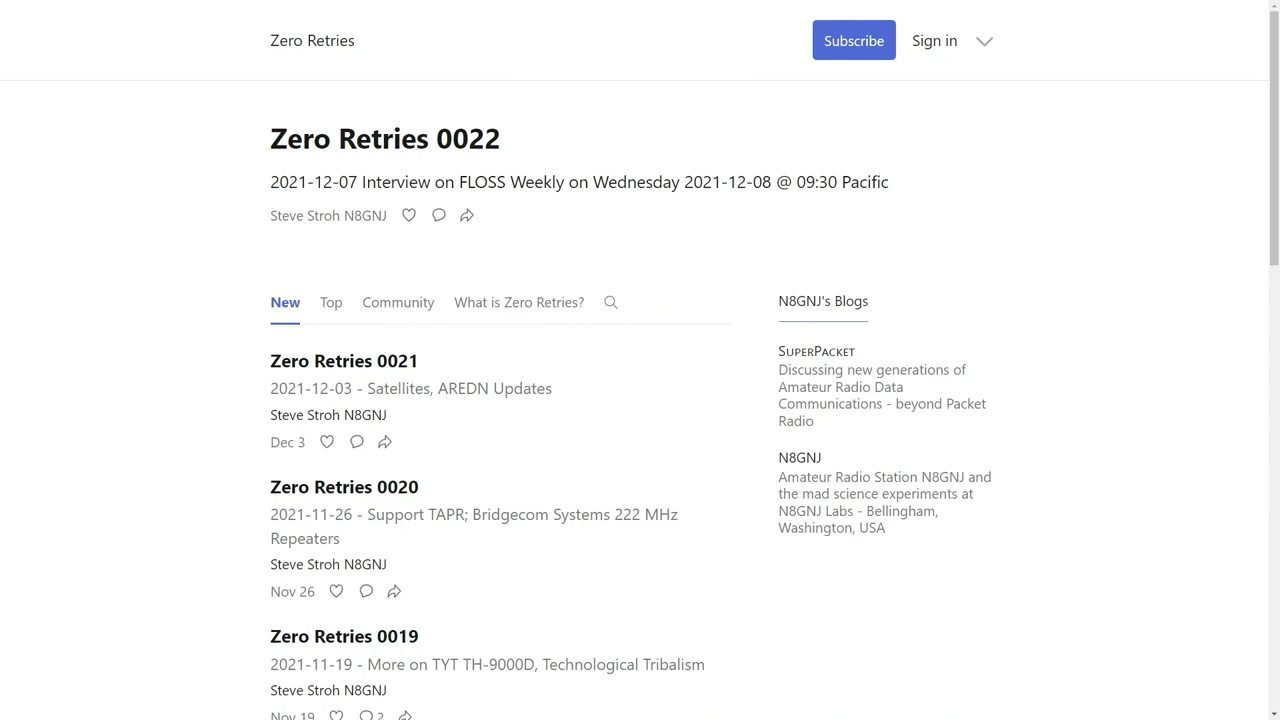 Zero Retries
Subscribe
Sign in
Zero Retries 0022
2021-12-07 Interview on FLOSS Weekly on Wednesday 2021-12-08 @ 09:30 Pacific
Steve Stroh N8GNJ
New
Top
Community
What is Zero Retries?
Zero Retries 0021
2021-12-03 - Satellites, AREDN Updates
Steve Stroh N8GNJ
Dec 3
Zero Retries 0020
2021-11-26 - Support TAPR; Bridgecom Systems 222 MHz
Repeaters
Steve Stroh N8GNJ
Nov 26
Zero Retries 0019
2021-11-19 - More on TYT TH-9000D, Technological Tribalism
Steve Stroh N8GNJ
Nov 19
2
N8GNJ's Blogs
SuperPacket
Discussing new generations of
Amateur Radio Data
Communications - beyond Packet
Radio
N8GNJ
Amateur Radio Station N8GNJ and
the mad science experiments at
N8GNJ Labs - Bellingham,
Washington, USA